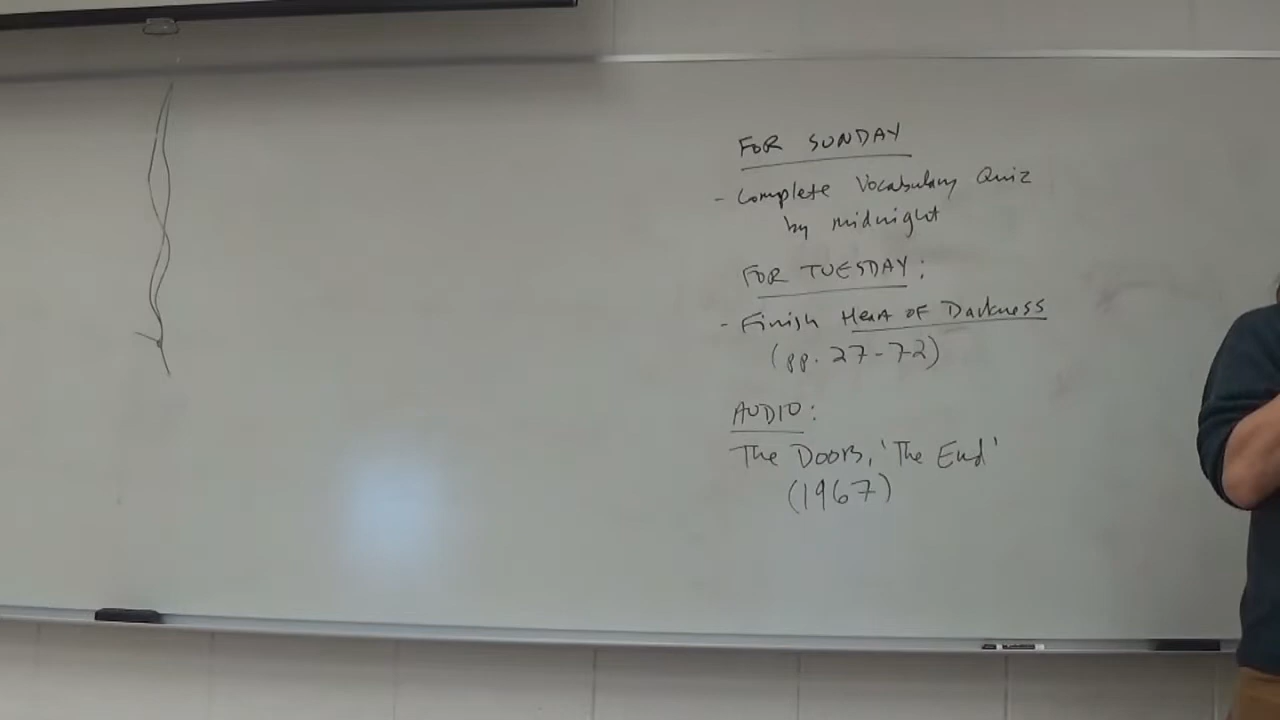 FOR SUNDAY
- Complete Vocabulary Quiz
by midnight
FOR TUESDAY:
- Finish Heart OF Darkness
(pp. 27-72)
AUDIO:
The Doors, 'The End'
(1967)